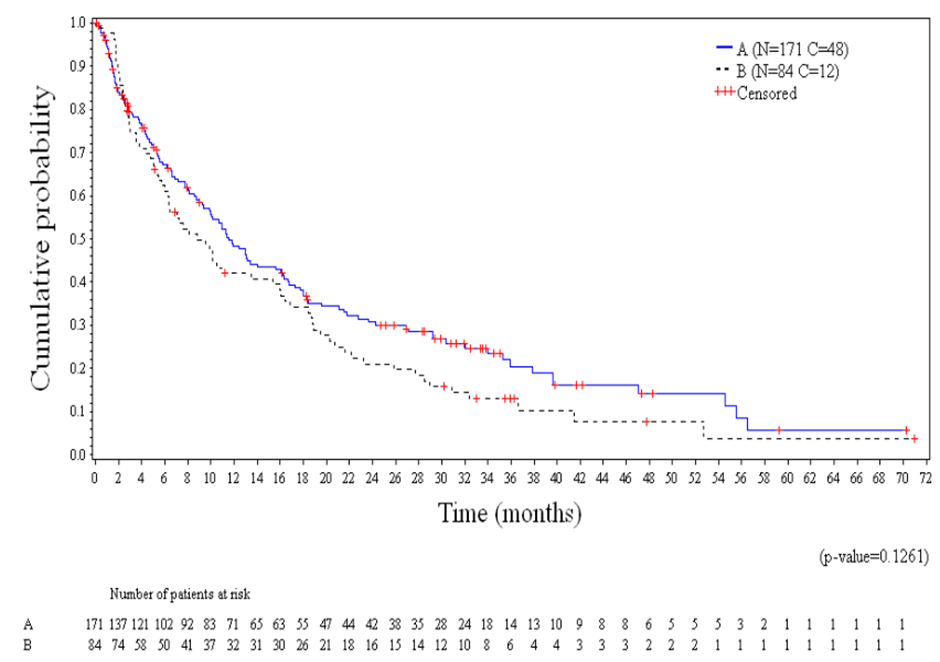 1.0
0.9
0.8
0.7
0.6
0.5
0.4
0.3
0.2
0.1
0.0
Cumulative probability
A (N=171 C=48)
B (N=84 C=12)
Censored
0 2 4 6 8 10 12 14 16 18 20 22 24 26 28 30 32 34 36 38 40 42 44 46 48 50 52 54 56 58 60 62 64 66 68 70 72
Time (months)
(p-value=0.1261)
Number of patients at risk
A 171 137 121 102 92 83 71 65 63 55 47 44 42 38 35 28 24 18 14 13 10 9 8 8 6 5 5 5 3 2 1 1 1 1 1 1
B 84 74 58 50 41 37 32 31 30 26 21 18 16 15 14 12 10 8 6 4 4 3 3 3 2 2 2 1 1 1 1 1 1 1 1 1